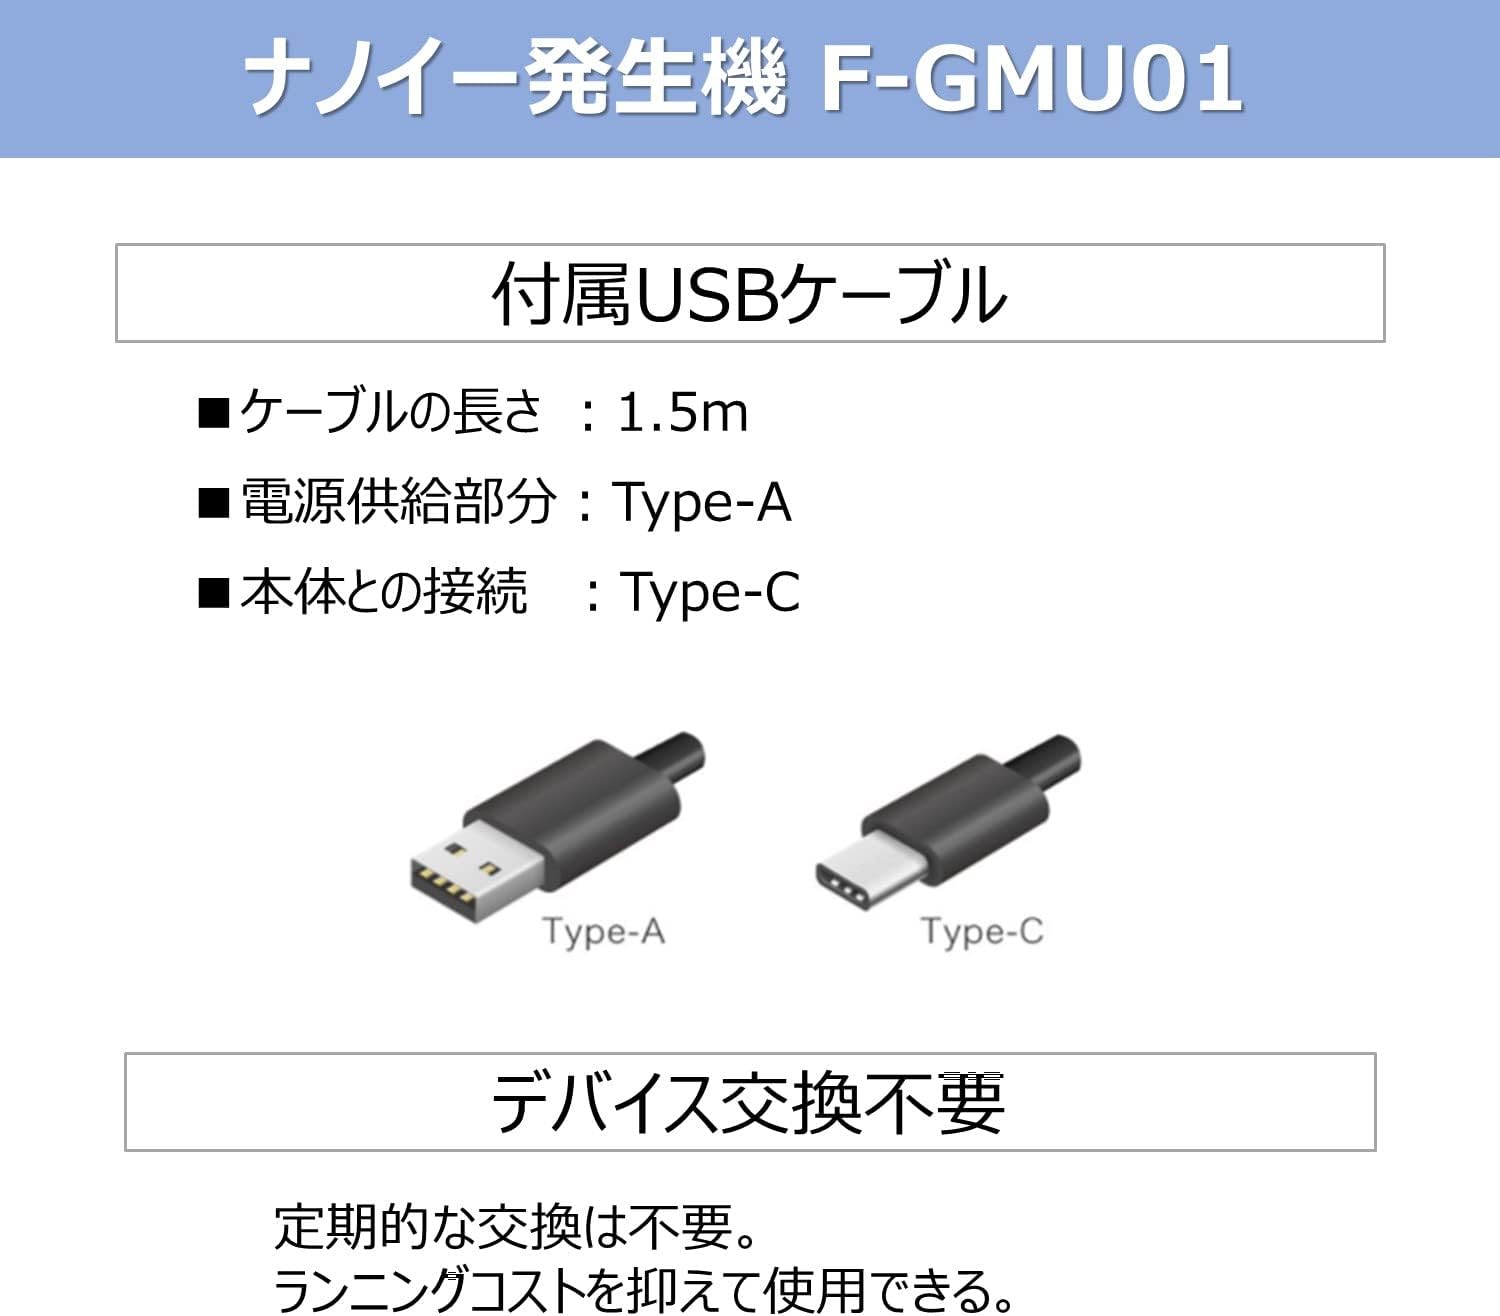 ナノイー発生機 F-GMU01
付属USBケーブル
■ケーブルの長さ ：1.5m
■電源供給部分：Type-A
■本体との接続 ：Type-C
Type-A Type-C
デバイス交換不要
定期的な交換は不要。
ランニングコストを抑えて使用できる。